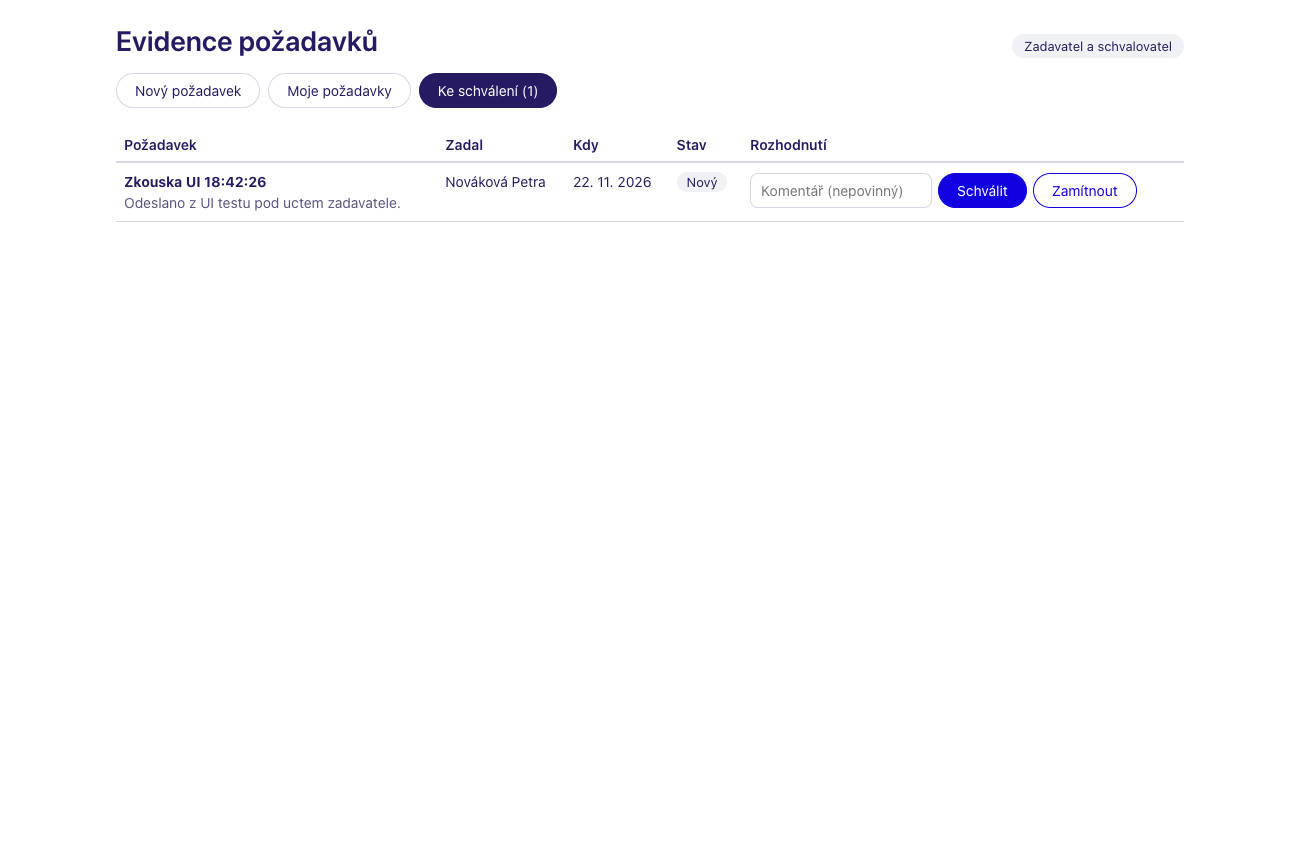 Evidence požadavků
Zadavatel a schvalovatel
Nový požadavek
Moje požadavky
Ke schválení (1)
Požadavek Zadal Kdy Stav Rozhodnutí
Zkouska UI 18:42:26 Nováková Petra 22. 11. 2026 Nový
Odeslano z UI testu pod uctem zadavatele.
Komentář (nepovinný) Schválit Zamítnout